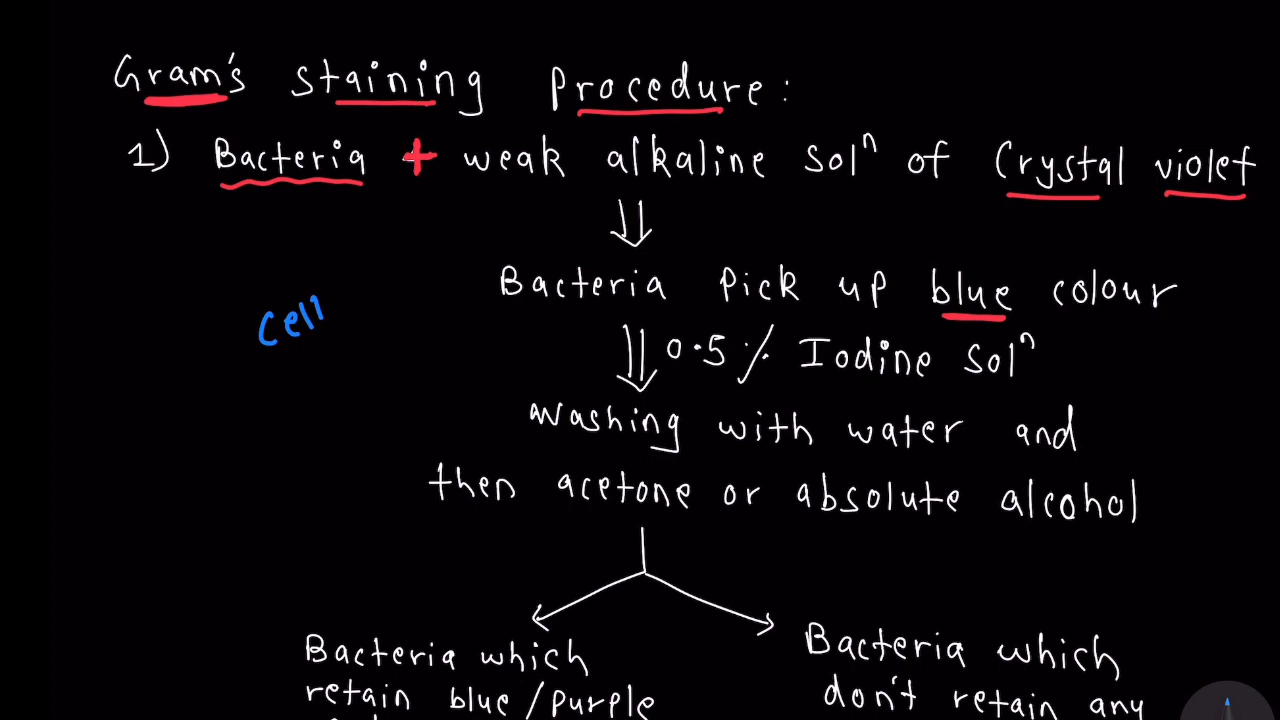 Gram's staining Procedure:
1) Bacteria + weak alkaline Solⁿ of Crystal violet
Bacteria Pick up blue colour
Cell
0.5% Iodine Solⁿ
Washing with water and
then acetone or absolute alcohol
Bacteria which
retain blue/Purple
Bacteria which
don't retain any